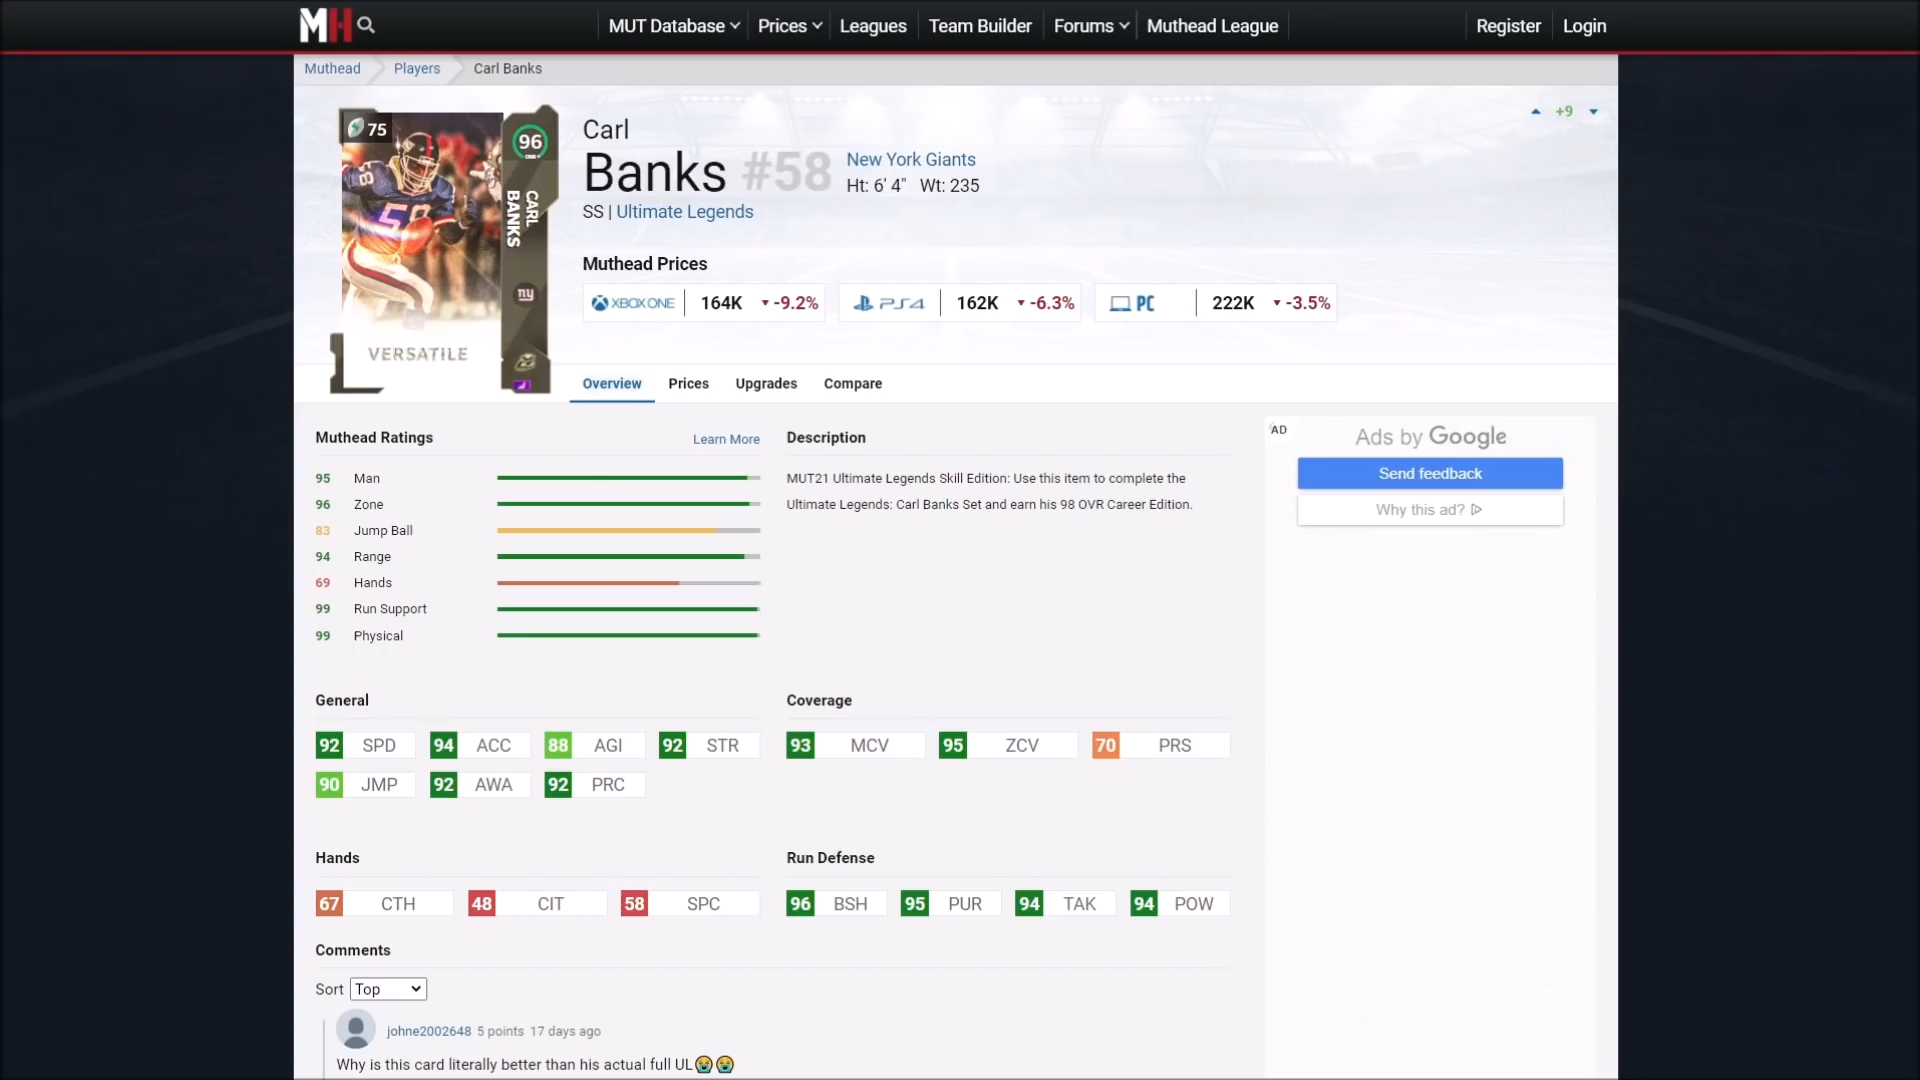 MH
MUT Database
Prices
Leagues
Team Builder
Forums
Muthead League
Register
Login
Muthead
Players
Carl Banks
+9
75
96
CARL
BANKS
58
ny
VERSATILE
Carl
Banks #58
New York Giants
Ht: 6' 4" Wt: 235
SS | Ultimate Legends
Muthead Prices
XBOX ONE 164K -9.2%
PS4 162K -6.3%
PC 222K -3.5%
Overview
Prices
Upgrades
Compare
Muthead Ratings
Learn More
95 Man
96 Zone
83 Jump Ball
94 Range
69 Hands
99 Run Support
99 Physical
Description
MUT21 Ultimate Legends Skill Edition: Use this item to complete the
Ultimate Legends: Carl Banks Set and earn his 98 OVR Career Edition.
AD
Ads by Google
Send feedback
Why this ad?
General
92 SPD 94 ACC 88 AGI 92 STR
90 JMP 92 AWA 92 PRC
Coverage
93 MCV 95 ZCV 70 PRS
Hands
67 CTH 48 CIT 58 SPC
Run Defense
96 BSH 95 PUR 94 TAK 94 POW
Comments
Sort Top
johne2002648 5 points 17 days ago
Why is this card literally better than his actual full UL😭😭